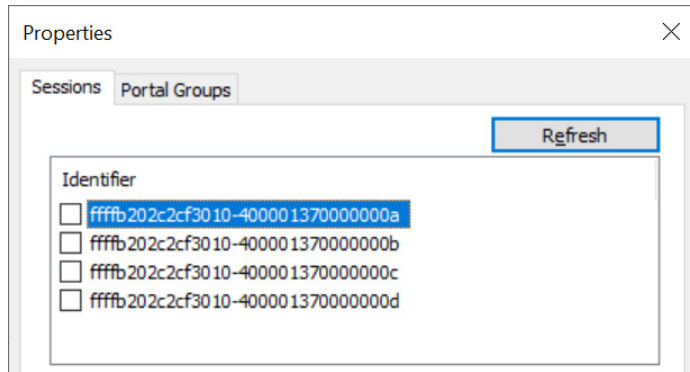 Properties
Sessions
Portal Groups
Refresh
Identifier
ffffb202c2cf3010-400001370000000a
ffffb202c2cf3010-400001370000000b
ffffb202c2cf3010-400001370000000c
ffffb202c2cf3010-400001370000000d